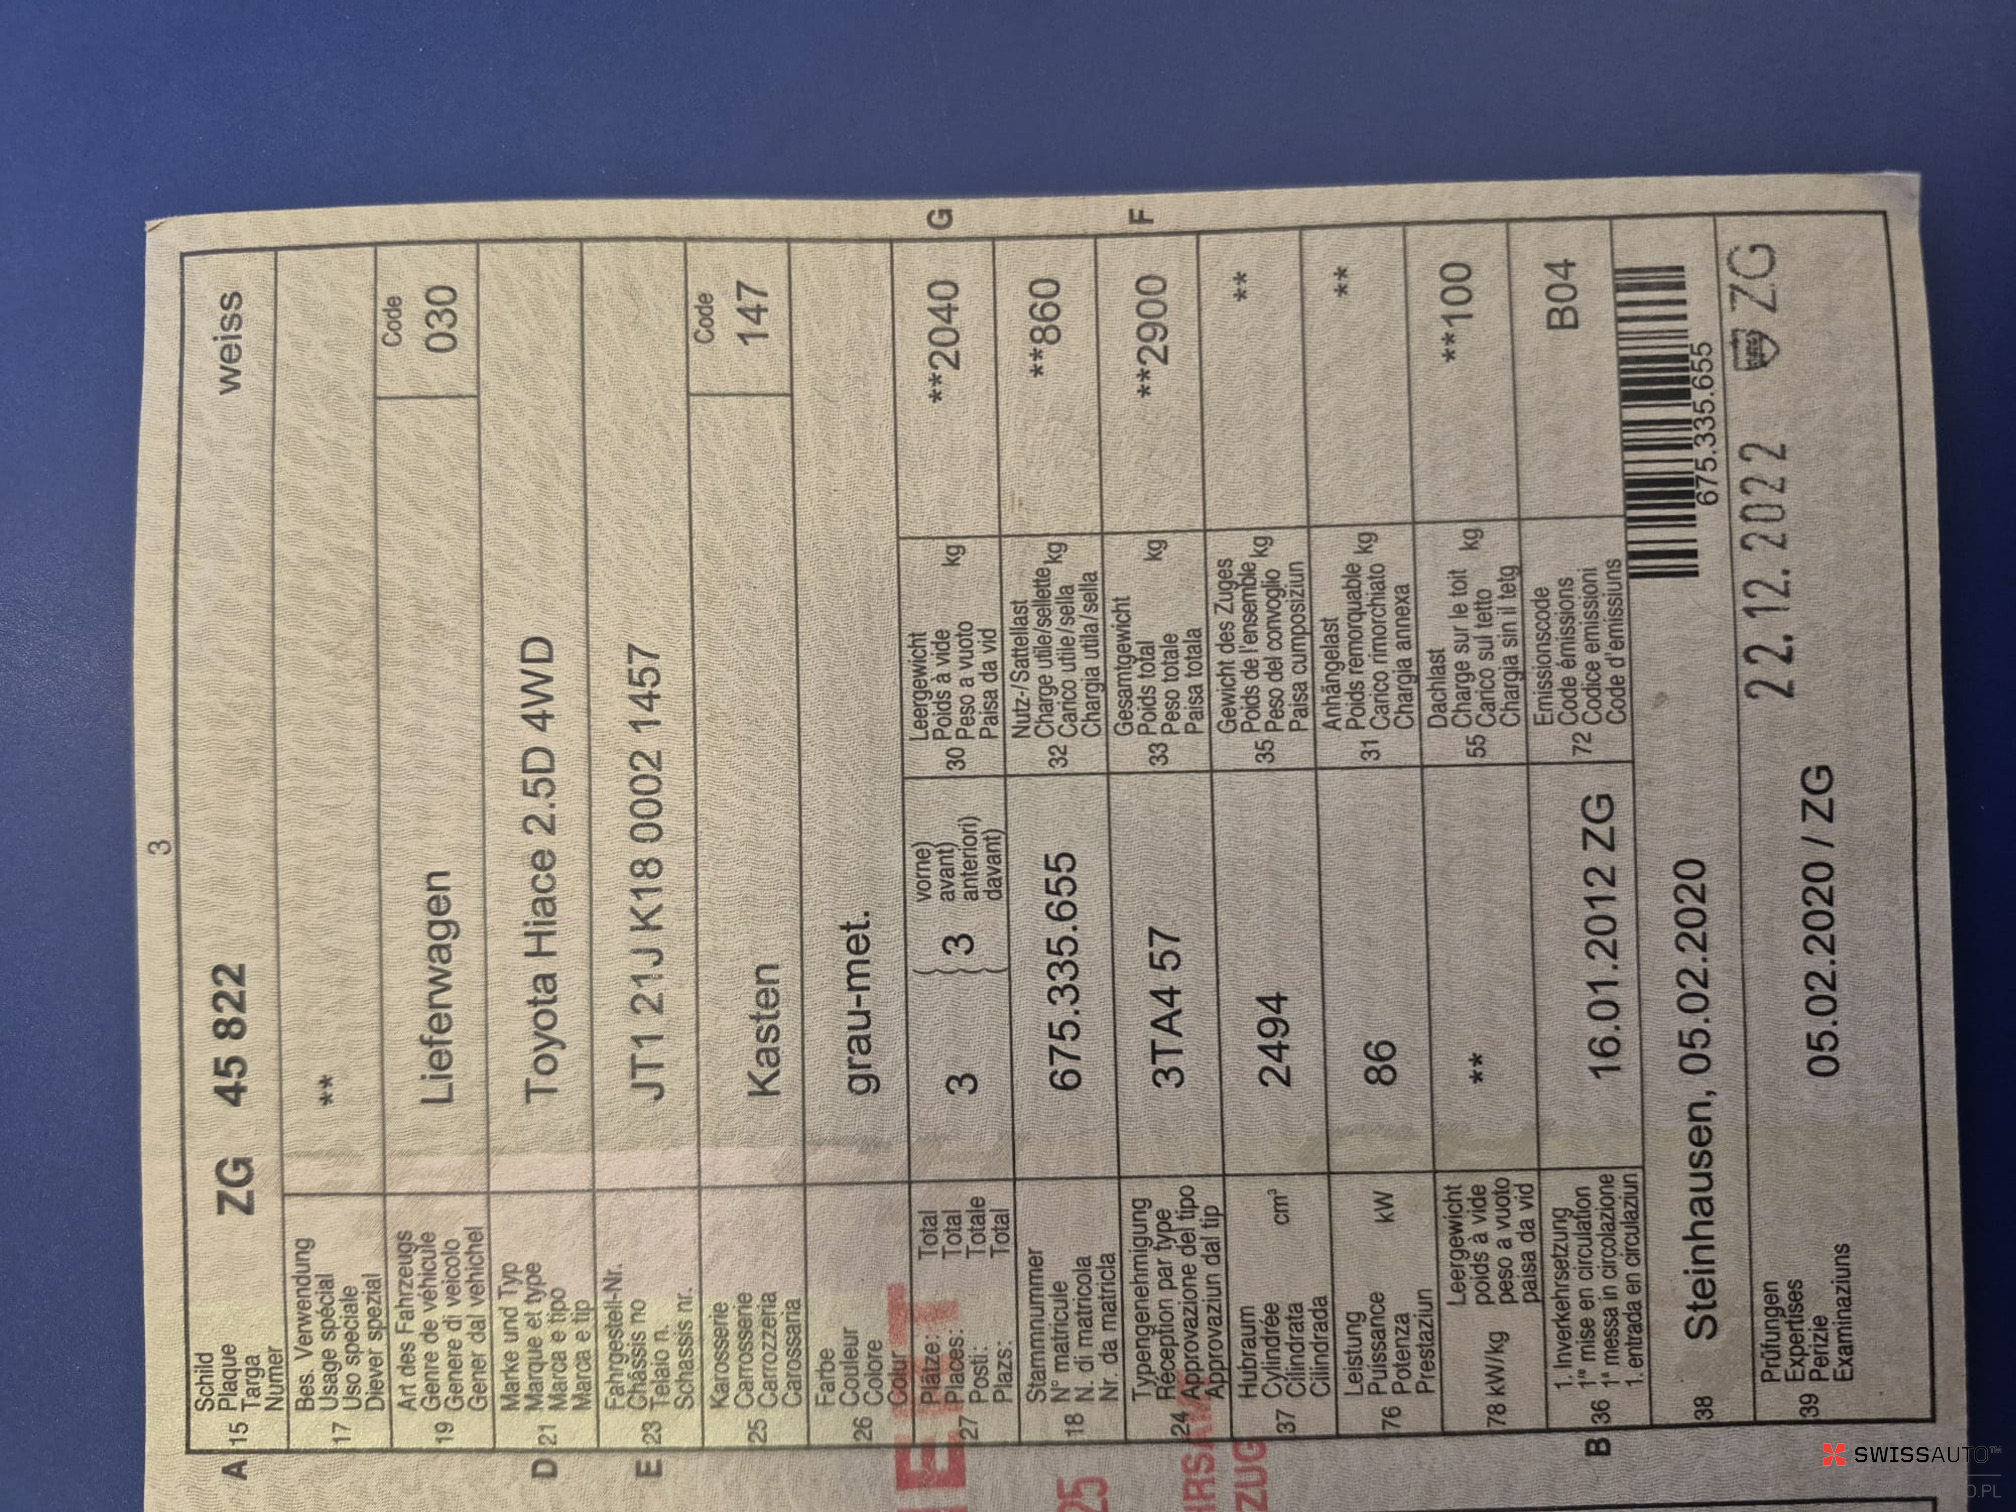 3
A 15 Schild
Plaque
Targa
Numer
ZG 45 822 weiss
17 Bes. Verwendung
Usage spécial
Uso speciale
Diever spezial
**
19 Art des Fahrzeugs
Genre de véhicule
Genere di veicolo
Gener dal vehichel
Lieferwagen
Code
030
D 21 Marke und Typ
Marque et type
Marca e tipo
Marca e tip
Toyota Hiace 2.5D 4WD
E 23 Fahrgestell-Nr.
Châssis no
Telaio n.
Schassis nr.
JT1 21J K18 0002 1457
25 Karosserie
Carrosserie
Carrozzeria
Carossaria
Kasten
Code
147
26 Farbe
Couleur
Colore
Colur
grau-met.
27 Plätze: Total
Places: Total
Posti: Totale
Plazs: Total
3
3
vorne)
avant)
anteriori)
davant)
30 Leergewicht
Poids à vide
Peso a vuoto
Paisa da vid
kg
**2040
G
18 Stammnummer
N° matricule
N. di matricola
Nr. da matricla
675.335.655
32 Nutz-/Sattellast
Charge utile/sellette
Carico utile/sella
Chargia utila/sella
kg
**860
24 Typengenehmigung
Réception par type
Approvazione del tipo
Approvaziun dal tip
3TA4 57
33 Gesamtgewicht
Poids total
Peso totale
Paisa totala
kg
**2900
F
37 Hubraum
Cylindrée
Cilindrata
Cilindrada
cm³
2494
35 Gewicht des Zuges
Poids de l'ensemble
Peso del convoglio
Paisa cumposiziun
kg
**
76 Leistung
Puissance
Potenza
Prestaziun
kW
86
31 Anhängelast
Poids remorquable
Carico rimorchiato
Chargia annexa
kg
**
78 kW/kg
Leergewicht
poids à vide
peso a vuoto
paisa da vid
**
55 Dachlast
Charge sur le toit
Carico sul tetto
Chargia sin il tetg
kg
**100
B 36 1. Inverkehrsetzung
1re mise en circulation
1a messa in circolazione
1. entrada en circulaziun
16.01.2012 ZG
72 Emissionscode
Code émissions
Codice emissioni
Code d'emissiuns
B04
38 Steinhausen, 05.02.2020
675.335.655
39 Prüfungen
Expertises
Perizie
Examinaziuns
05.02.2020 / ZG
22.12.2022 ZG
25
ZUG
SWISSAUTO™
O.PL